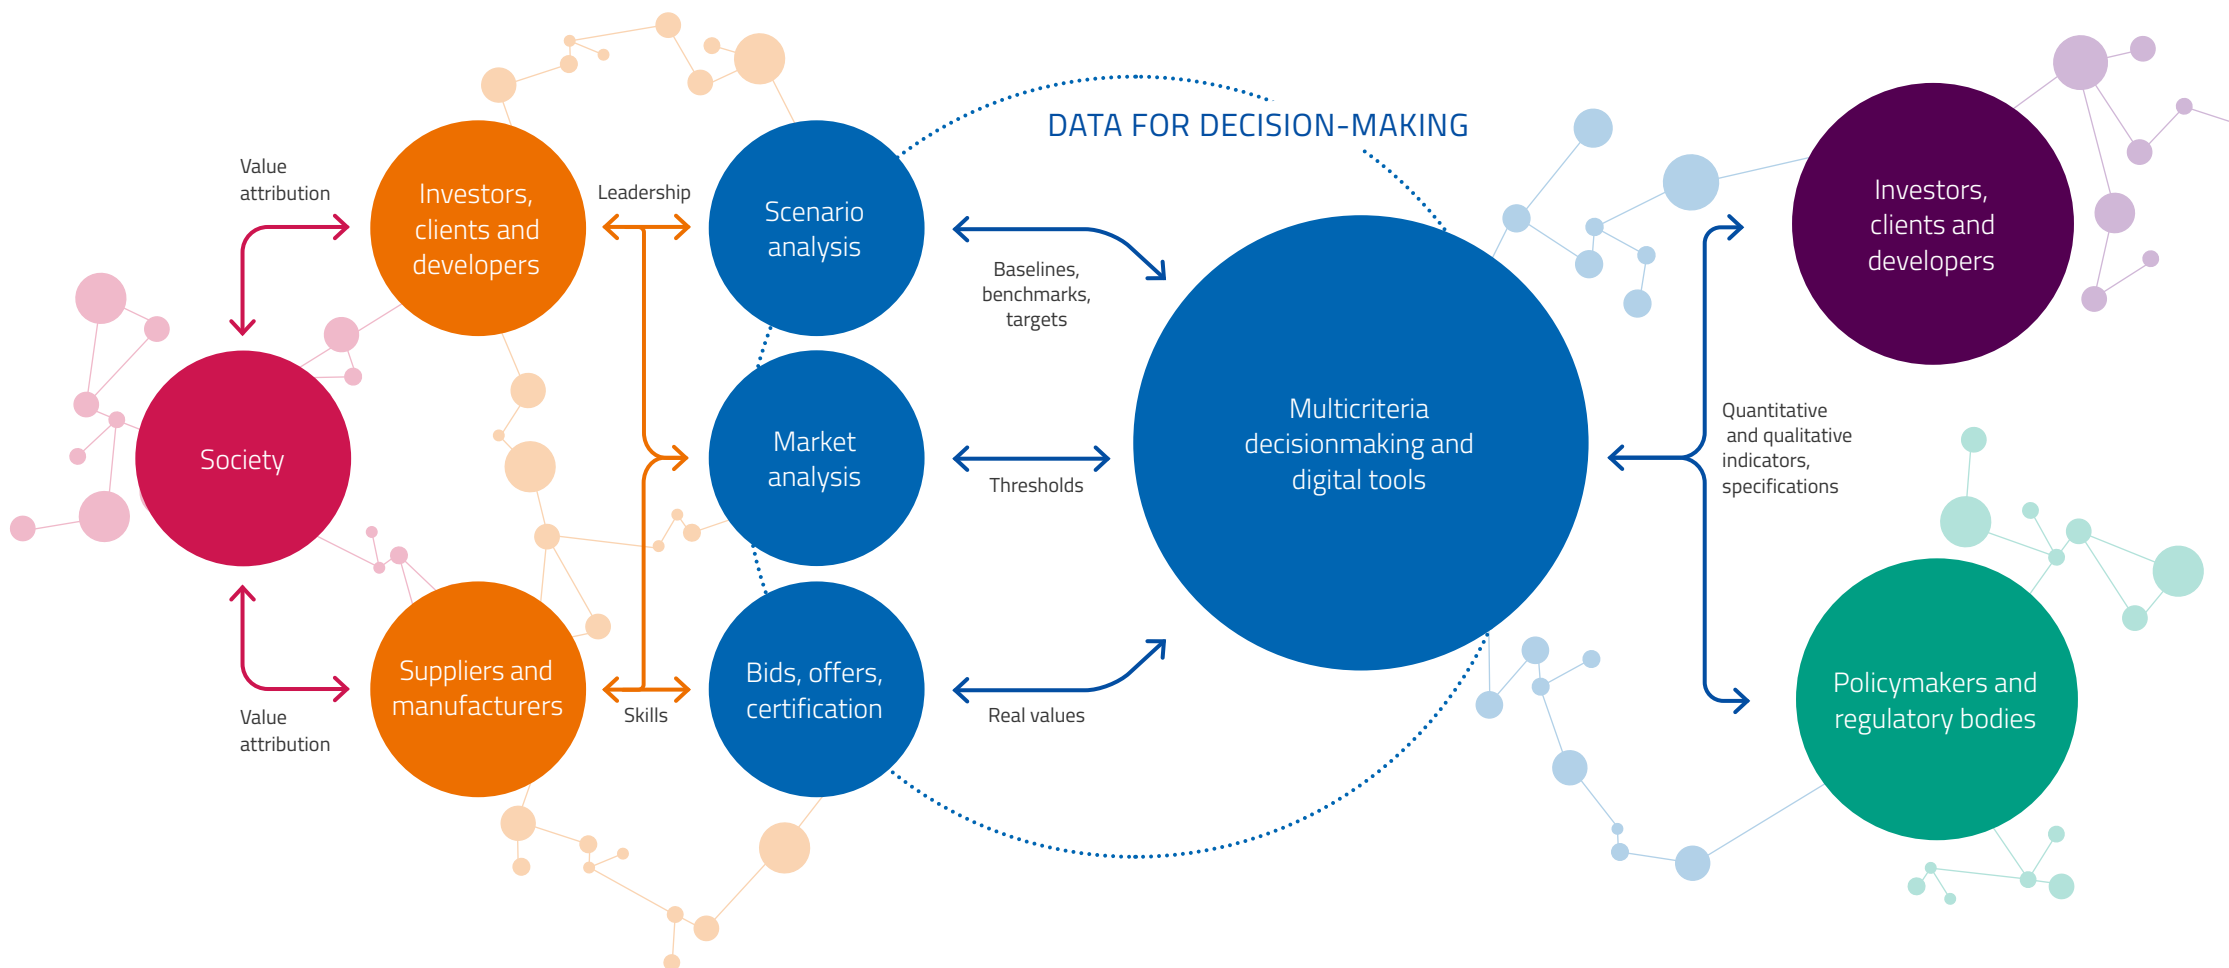 DATA FOR DECISION-MAKING
Value
attribution
Investors,
clients and
developers
Leadership
Scenario
analysis
Baselines,
benchmarks,
targets
Investors,
clients and
developers
Society
Market
analysis
Thresholds
Multicriteria
decisionmaking and
digital tools
Quantitative
and qualitative
indicators,
specifications
Value
attribution
Suppliers and
manufacturers
Skills
Bids, offers,
certification
Real values
Policymakers and
regulatory bodies